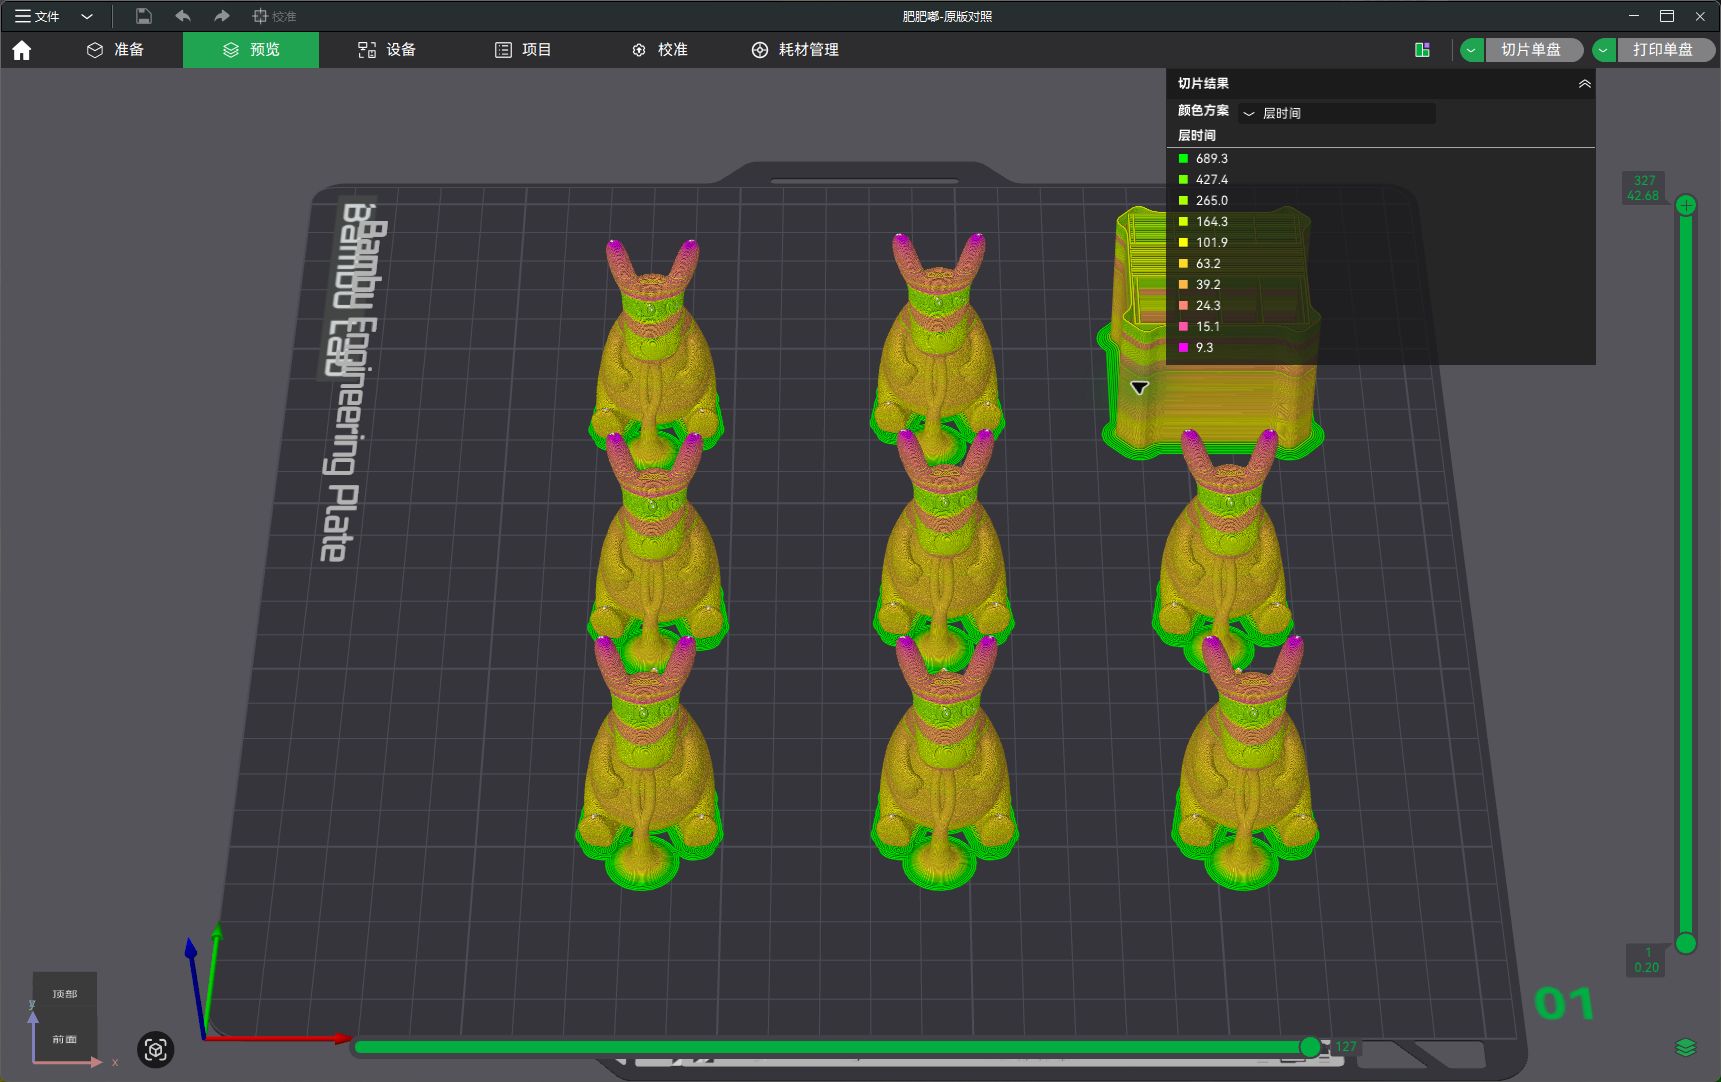 文件
校准
肥肥嘟-原版对照
准备
预览
设备
项目
校准
耗材管理
切片单盘
打印单盘
切片结果
颜色方案
层时间
层时间
689.3
427.4
265.0
164.3
101.9
63.2
39.2
24.3
15.1
9.3
327
42.68
Bambu Lab
Bambu Engineering Plate
1
0.20
01
顶部
前面
y
x
127